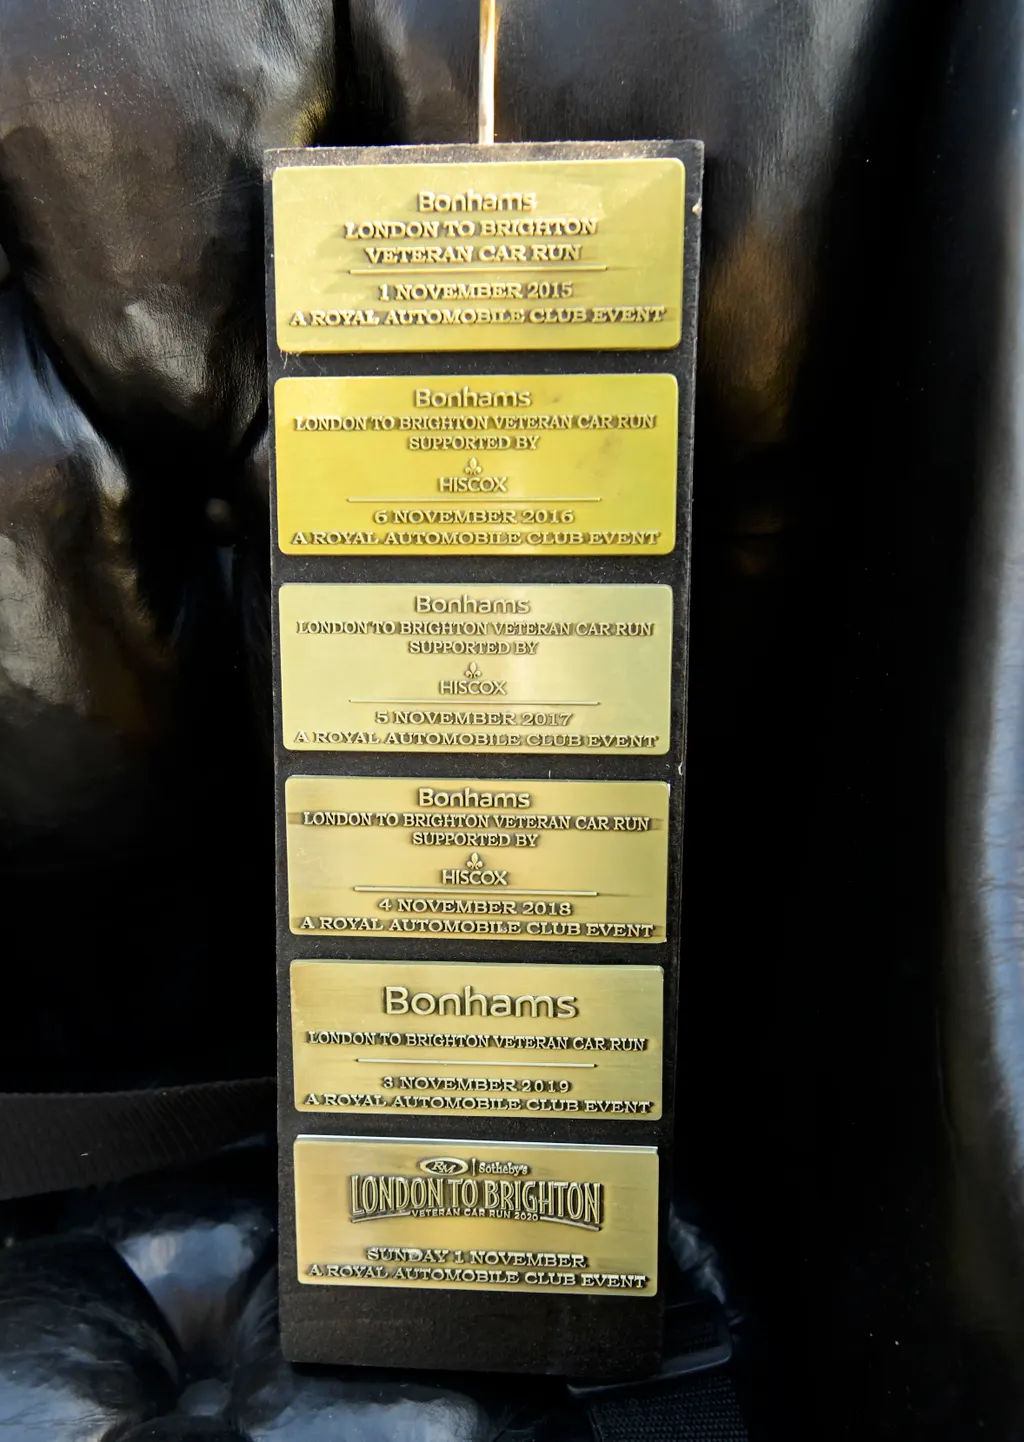 Bonhams
LONDON TO BRIGHTON
VETERAN CAR RUN
1 NOVEMBER 2015
A ROYAL AUTOMOBILE CLUB EVENT
Bonhams
LONDON TO BRIGHTON VETERAN CAR RUN
SUPPORTED BY
HISCOX
6 NOVEMBER 2016
A ROYAL AUTOMOBILE CLUB EVENT
Bonhams
LONDON TO BRIGHTON VETERAN CAR RUN
SUPPORTED BY
HISCOX
5 NOVEMBER 2017
A ROYAL AUTOMOBILE CLUB EVENT
Bonhams
LONDON TO BRIGHTON VETERAN CAR RUN
SUPPORTED BY
HISCOX
4 NOVEMBER 2018
A ROYAL AUTOMOBILE CLUB EVENT
Bonhams
LONDON TO BRIGHTON VETERAN CAR RUN
3 NOVEMBER 2019
A ROYAL AUTOMOBILE CLUB EVENT
RM | Sotheby's
LONDON TO BRIGHTON
VETERAN CAR RUN 2020
SUNDAY 1 NOVEMBER
A ROYAL AUTOMOBILE CLUB EVENT